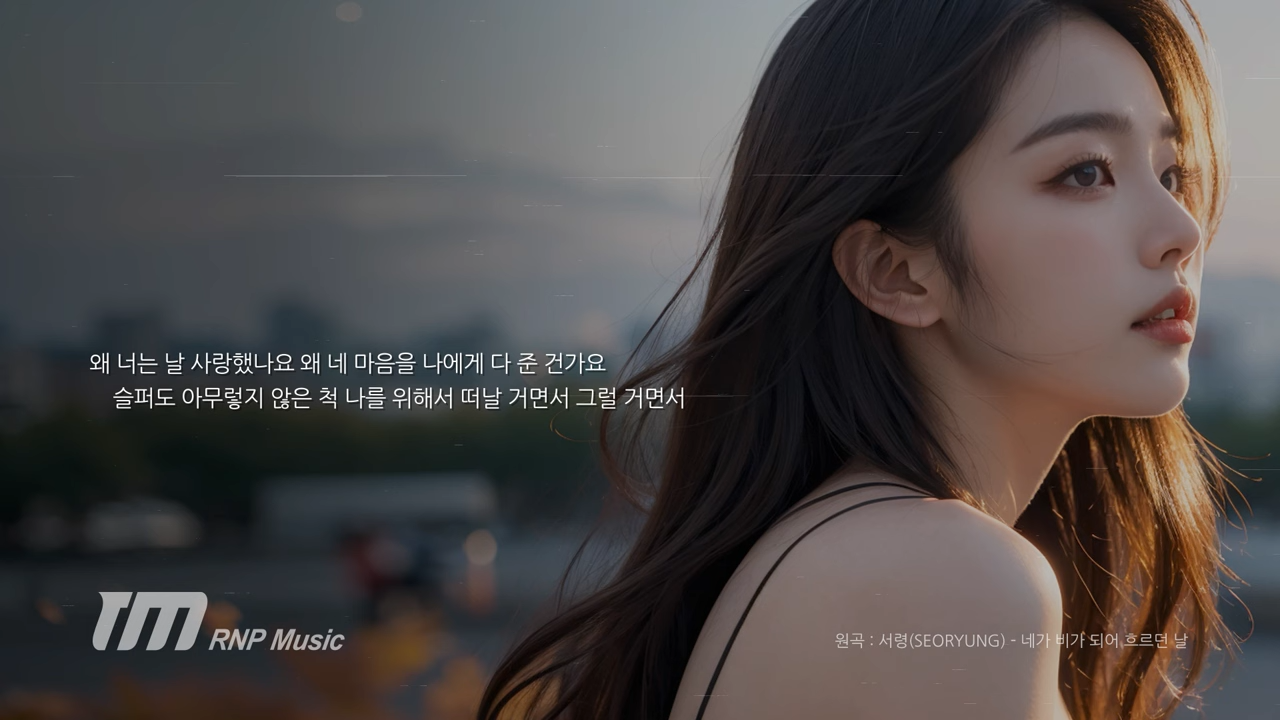 왜 너는 날 사랑했나요 왜 네 마음을 나에게 다 준 건가요
슬퍼도 아무렇지 않은 척 나를 위해서 떠날 거면서 그럴 거면서
RNP Music
원곡 : 서령(SEORYUNG) - 네가 비가 되어 흐르던 날